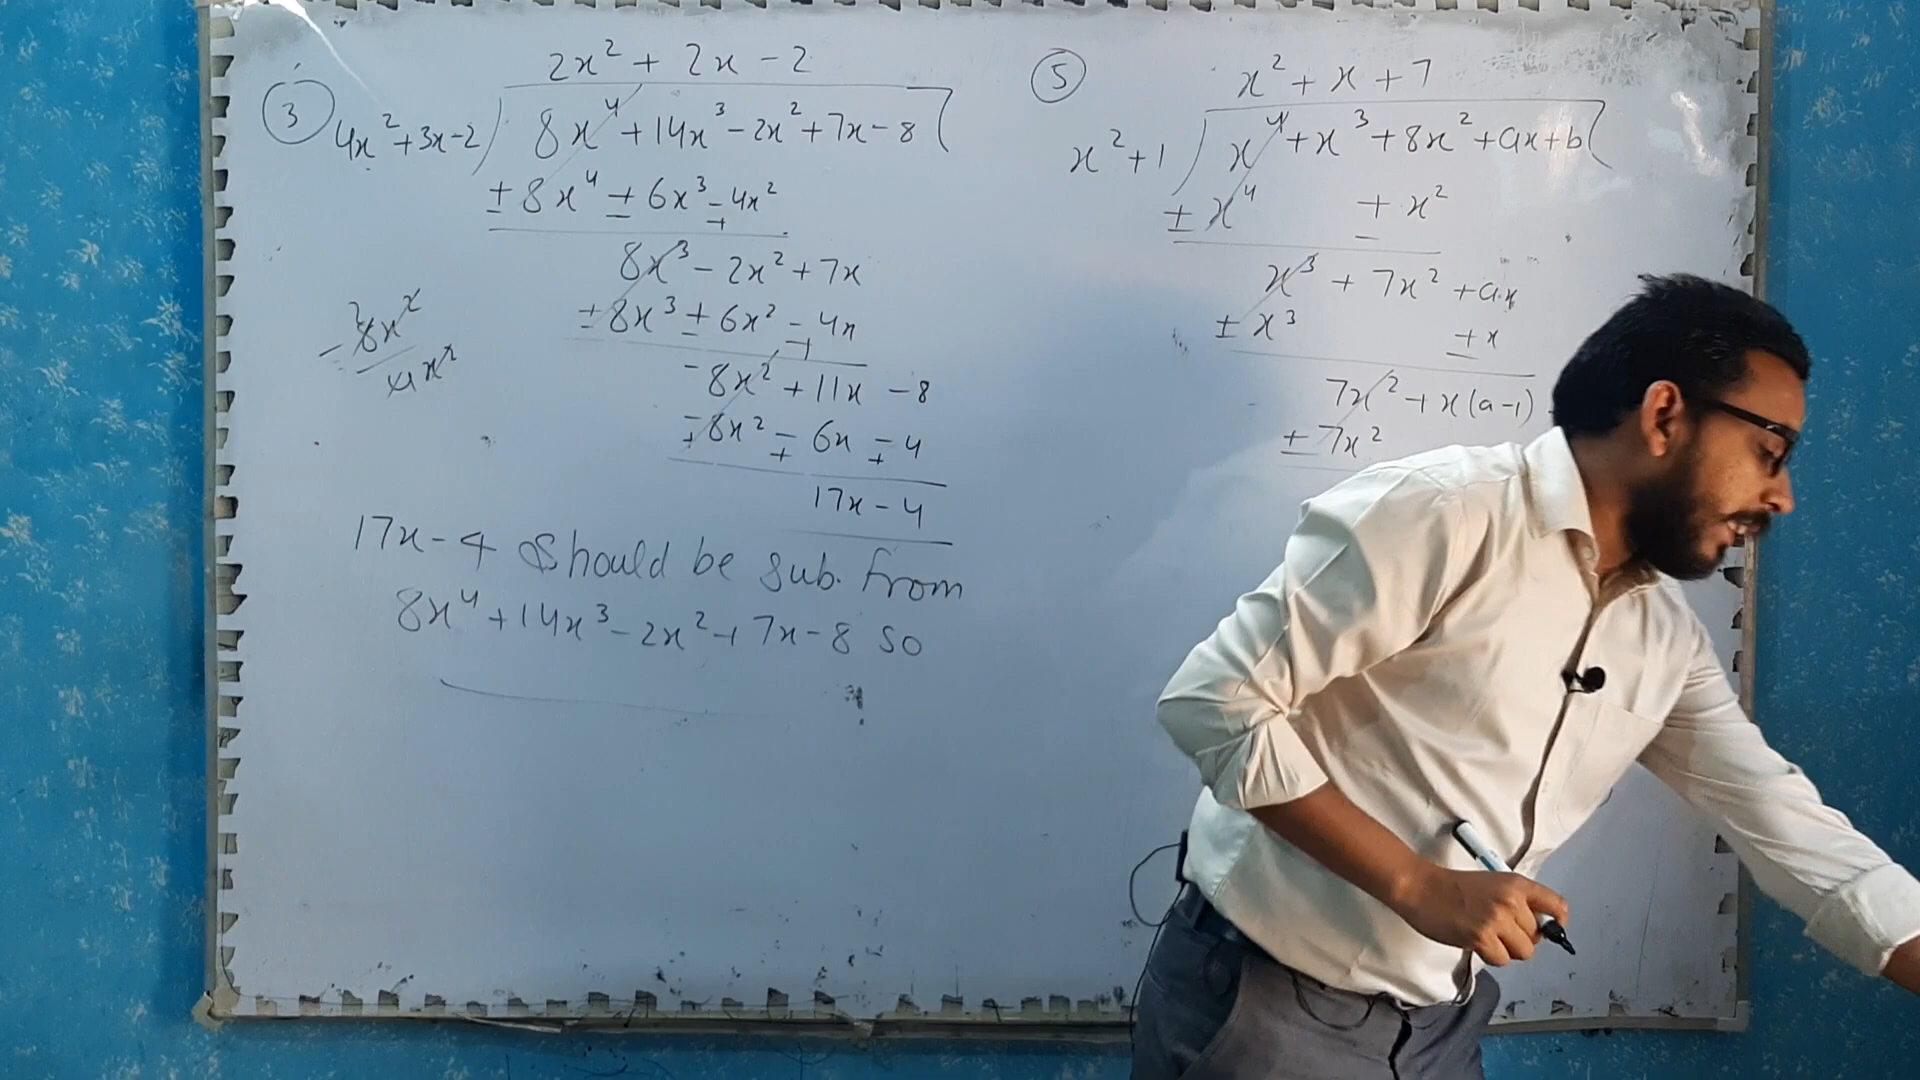 3
2x² + 2x - 2
4x² + 3x - 2 ) 8x⁴ + 14x³ - 2x² + 7x - 8 (
± 8x⁴ ± 6x³ ∓ 4x²
8x³ - 2x² + 7x
± 8x³ ± 6x² ∓ 4x
- 8x² + 11x - 8
∓ 8x² ∓ 6x ∓ 4
17x - 4
- 8x²
4x²
2
17x - 4 Should be sub. from
8x⁴ + 14x³ - 2x² + 7x - 8 so
5
x² + x + 7
x² + 1 ) x⁴ + x³ + 8x² + ax + b (
± x⁴ ± x²
x³ + 7x² + ax
± x³ ± x
7x² + x(a-1)
± 7x²